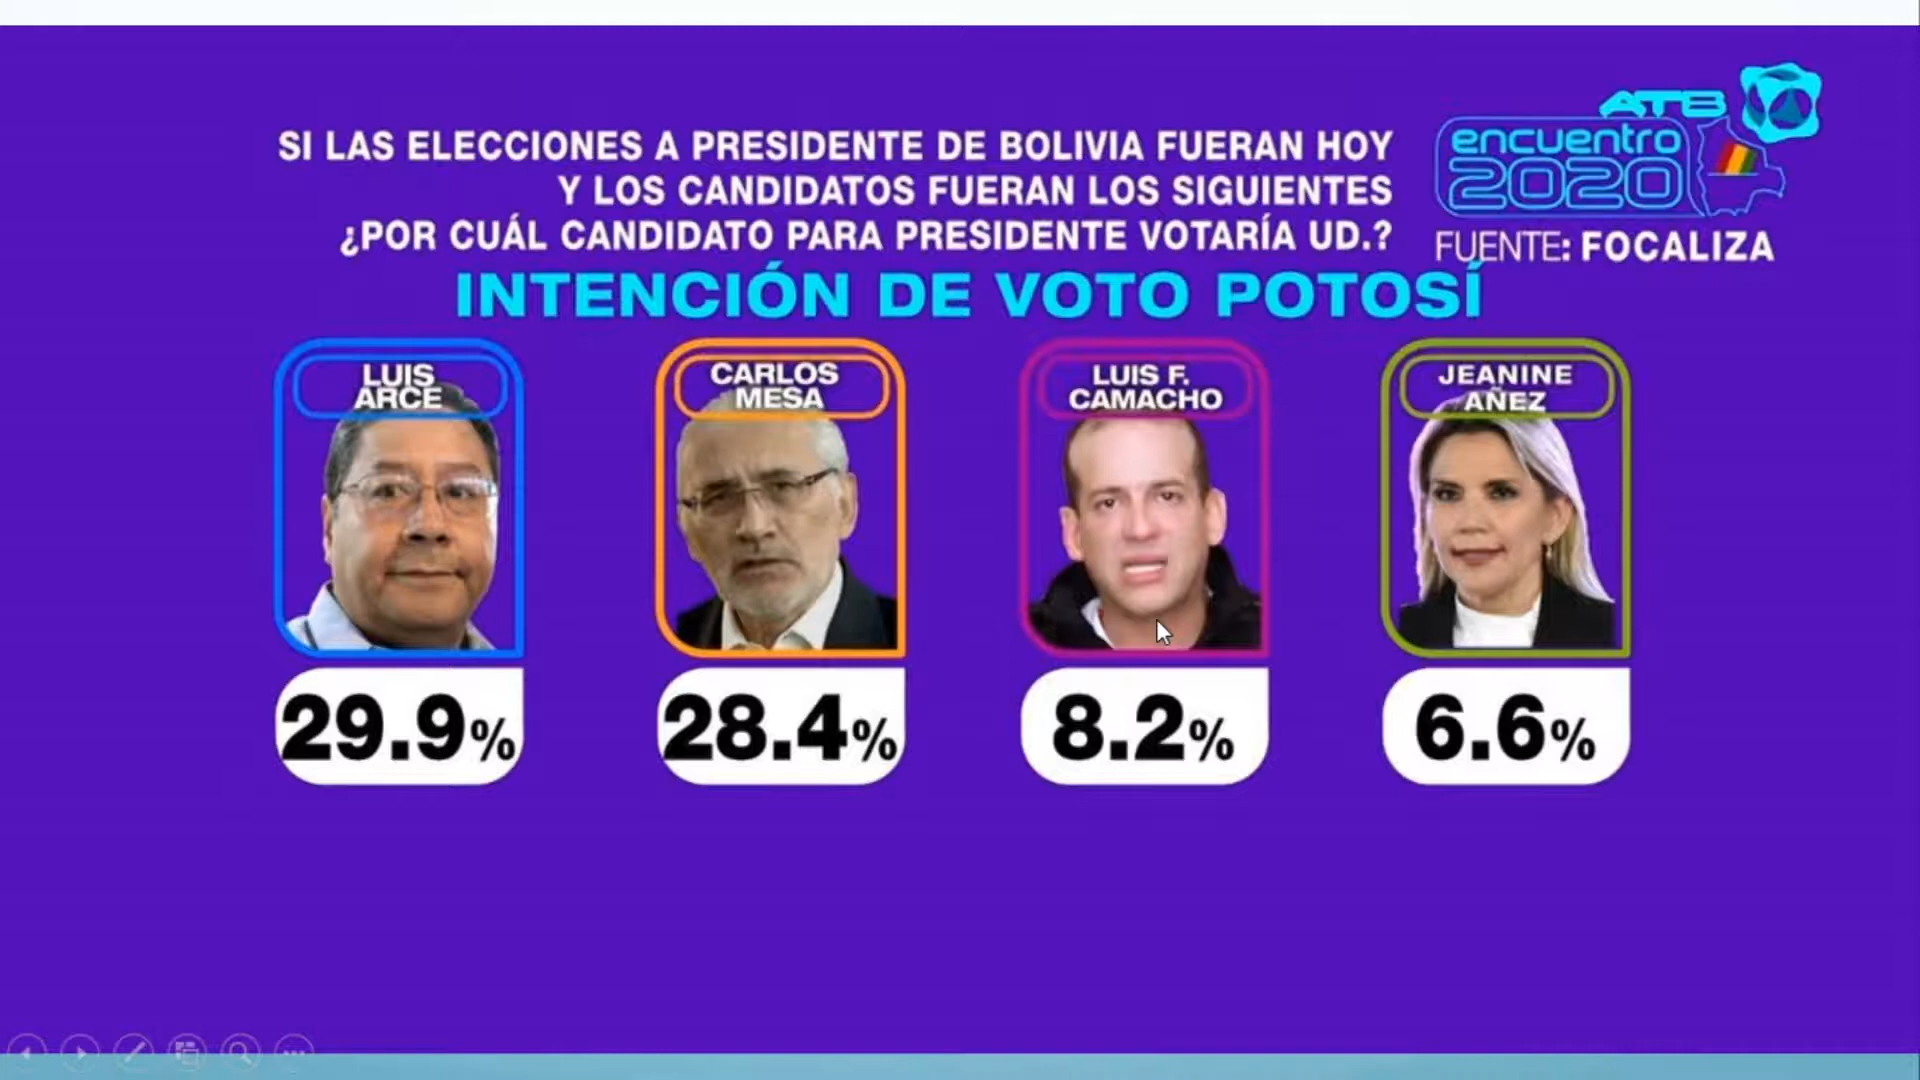 SI LAS ELECCIONES A PRESIDENTE DE BOLIVIA FUERAN HOY
Y LOS CANDIDATOS FUERAN LOS SIGUIENTES
¿POR CUÁL CANDIDATO PARA PRESIDENTE VOTARÍA UD.?
ATB
encuentro
2020
FUENTE: FOCALIZA
INTENCIÓN DE VOTO POTOSÍ
LUIS
ARCE
CARLOS
MESA
LUIS F.
CAMACHO
JEANINE
AÑEZ
29.9%
28.4%
8.2%
6.6%